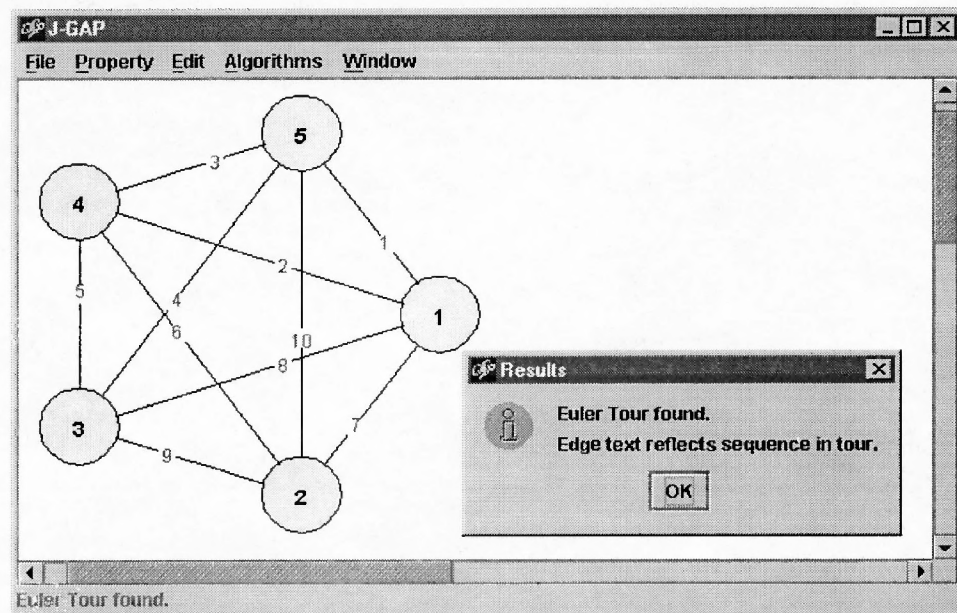 J-GAP
File Property Edit Algorithms Window
5
3
4
1
2
5
4
1
6
10
8
Results
3
7
Euler Tour found.
9
Edge text reflects sequence in tour.
2
OK
Euler Tour found.